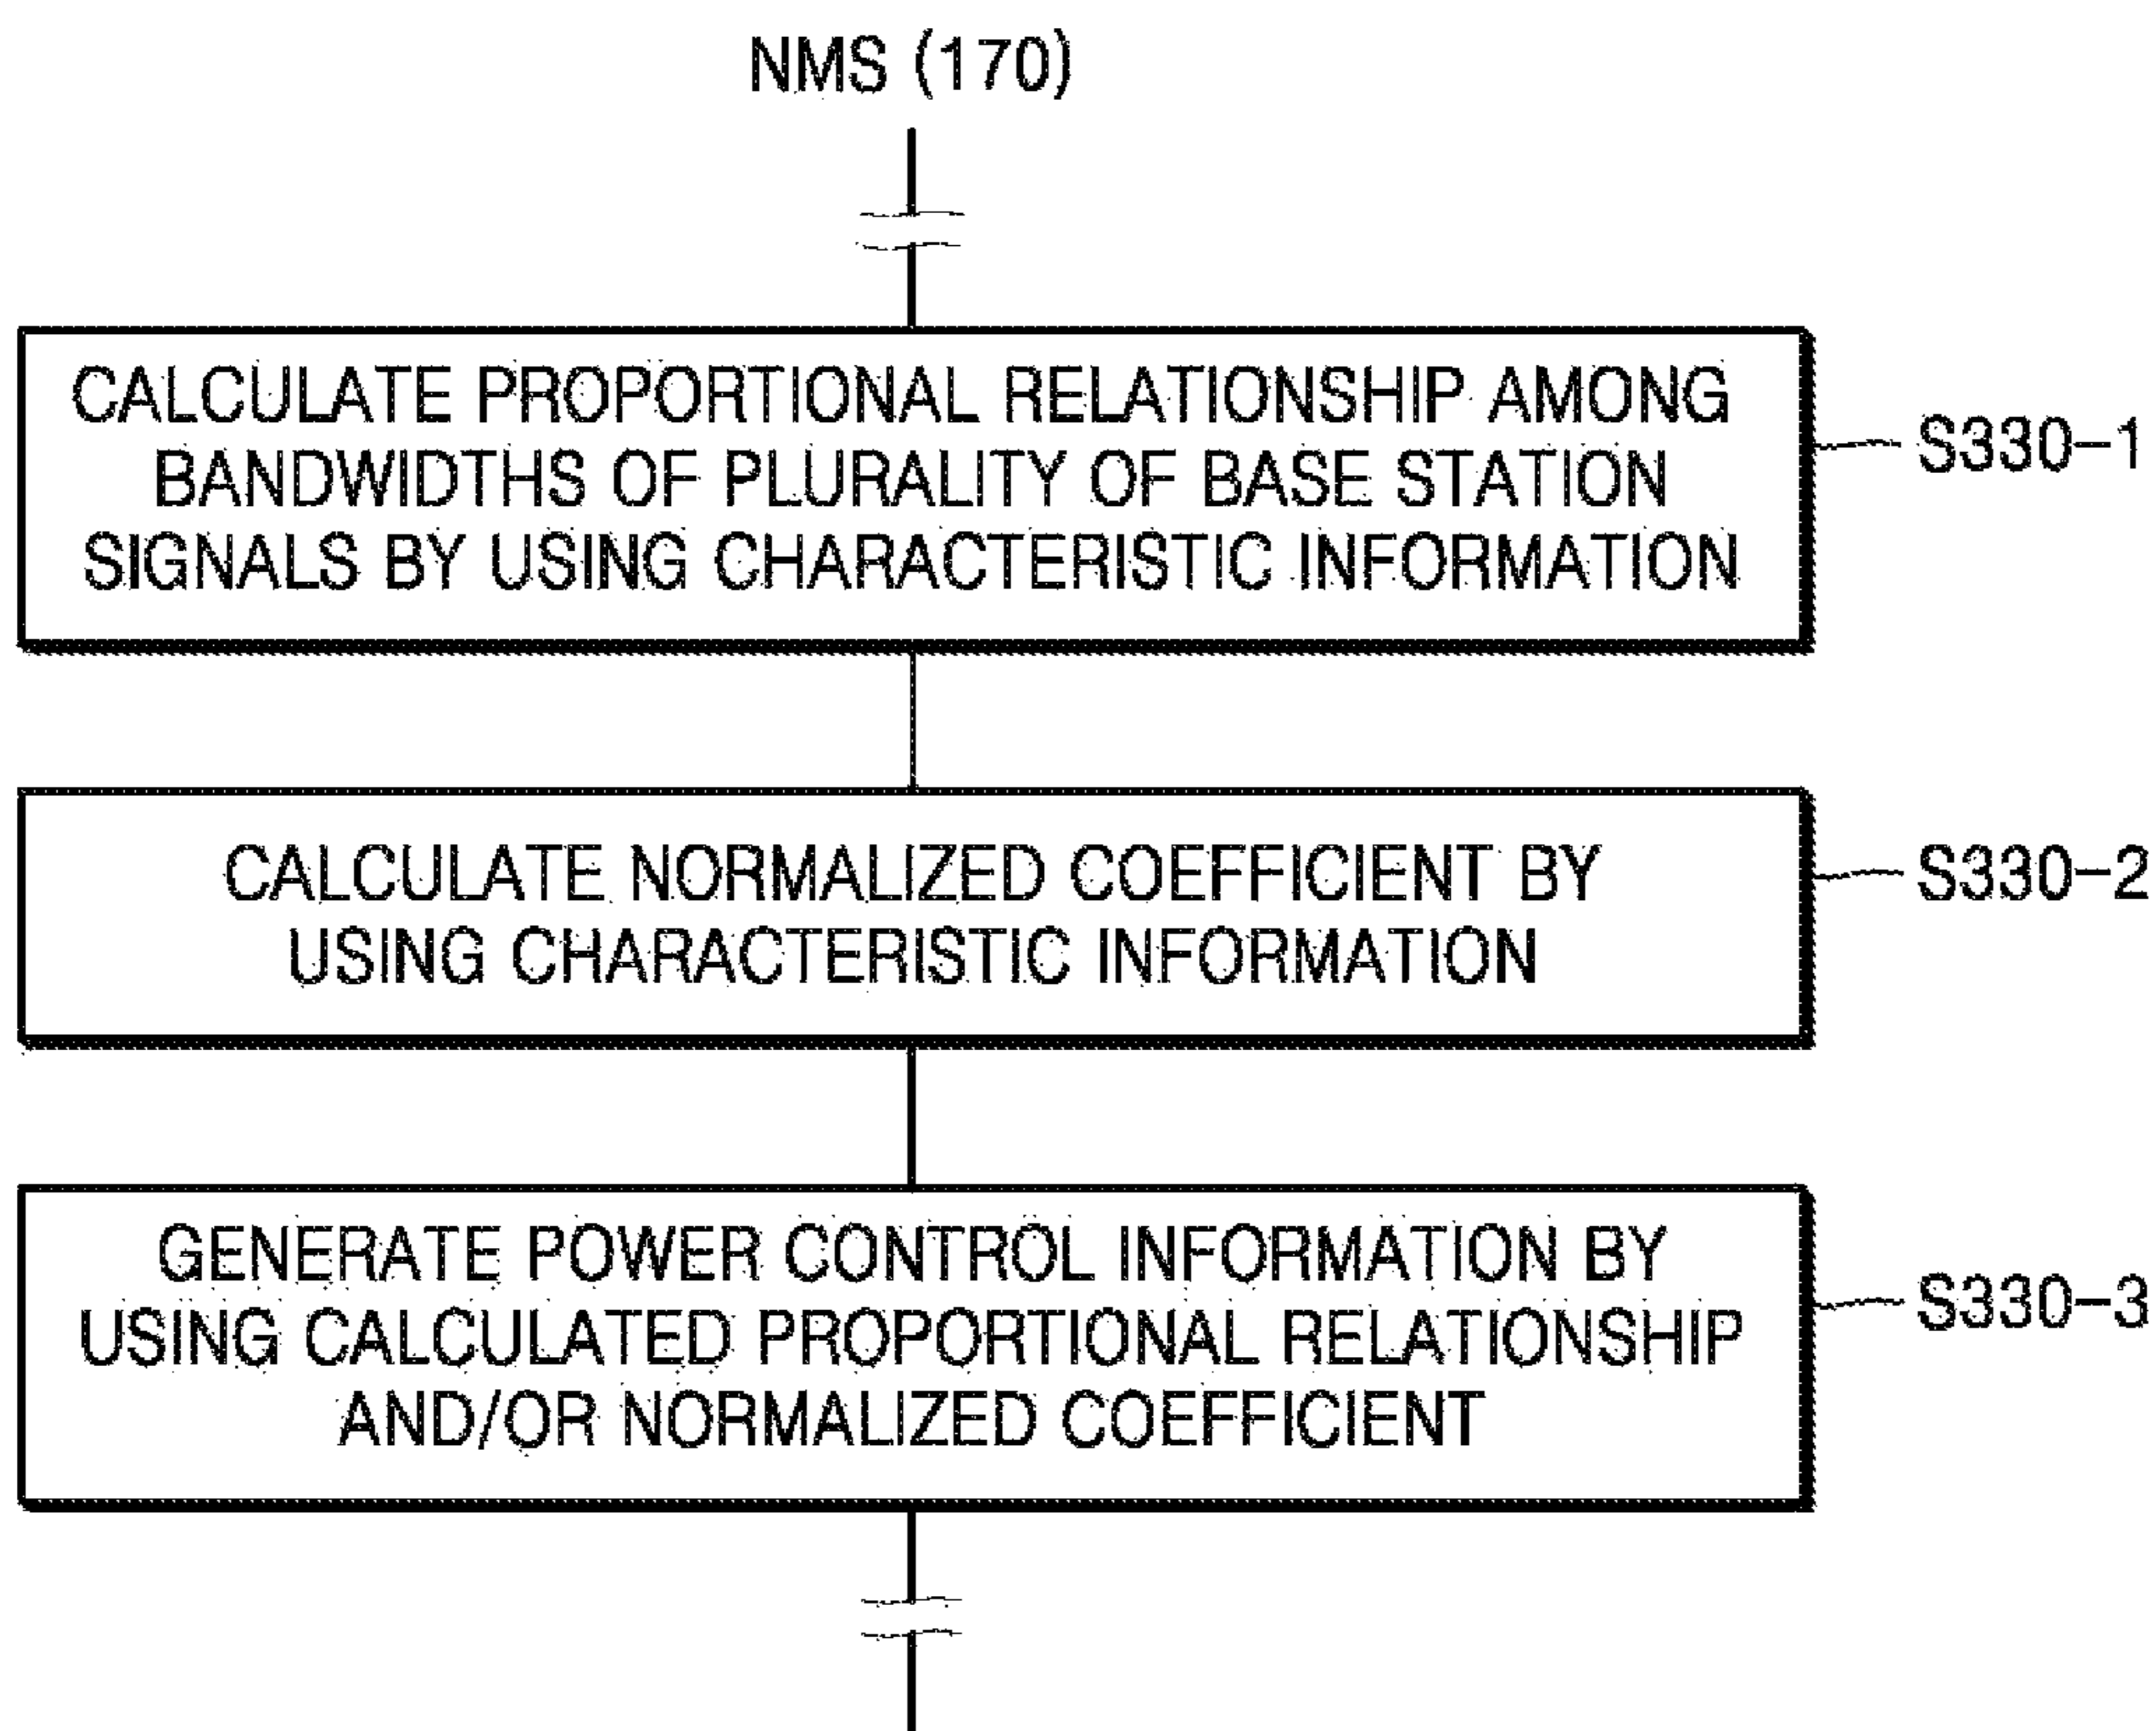 NMS (170)
CALCULATE PROPORTIONAL RELATIONSHIP AMONG
BANDWIDTHS OF PLURALITY OF BASE STATION
SIGNALS BY USING CHARACTERISTIC INFORMATION
S330-1
CALCULATE NORMALIZED COEFFICIENT BY
USING CHARACTERISTIC INFORMATION
S330-2
GENERATE POWER CONTROL INFORMATION BY
USING CALCULATED PROPORTIONAL RELATIONSHIP
AND/OR NORMALIZED COEFFICIENT
S330-3